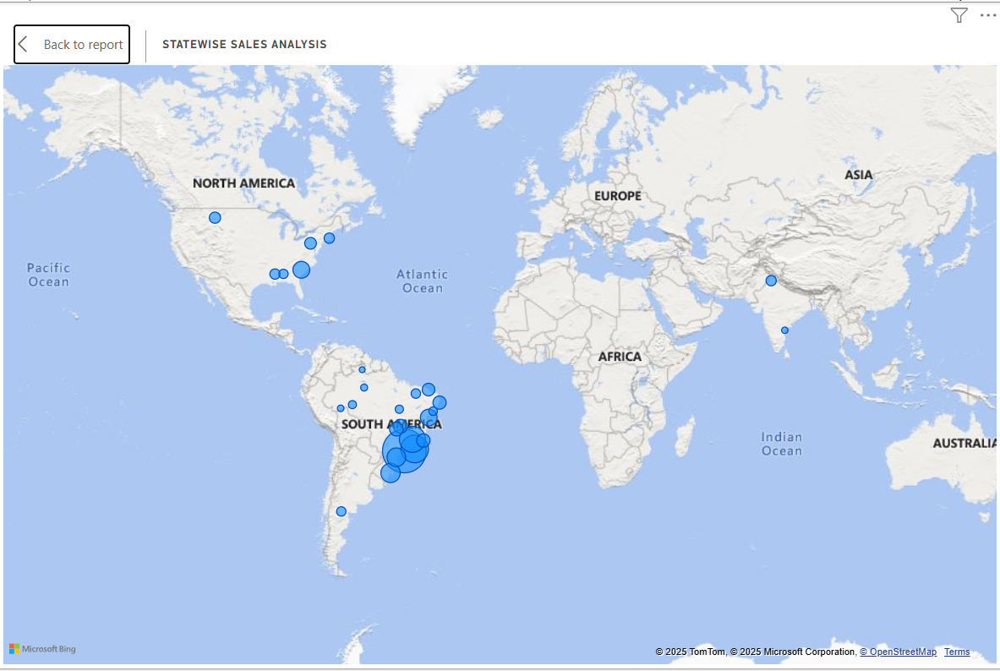 Back to report
STATEWISE SALES ANALYSIS
NORTH AMERICA
ASIA
EUROPE
Pacific
Ocean
Atlantic
Ocean
AFRICA
SOUTH AMERICA
Indian
Ocean
AUSTRALIA
Microsoft Bing
© 2025 TomTom, © 2025 Microsoft Corporation, © OpenStreetMap Terms